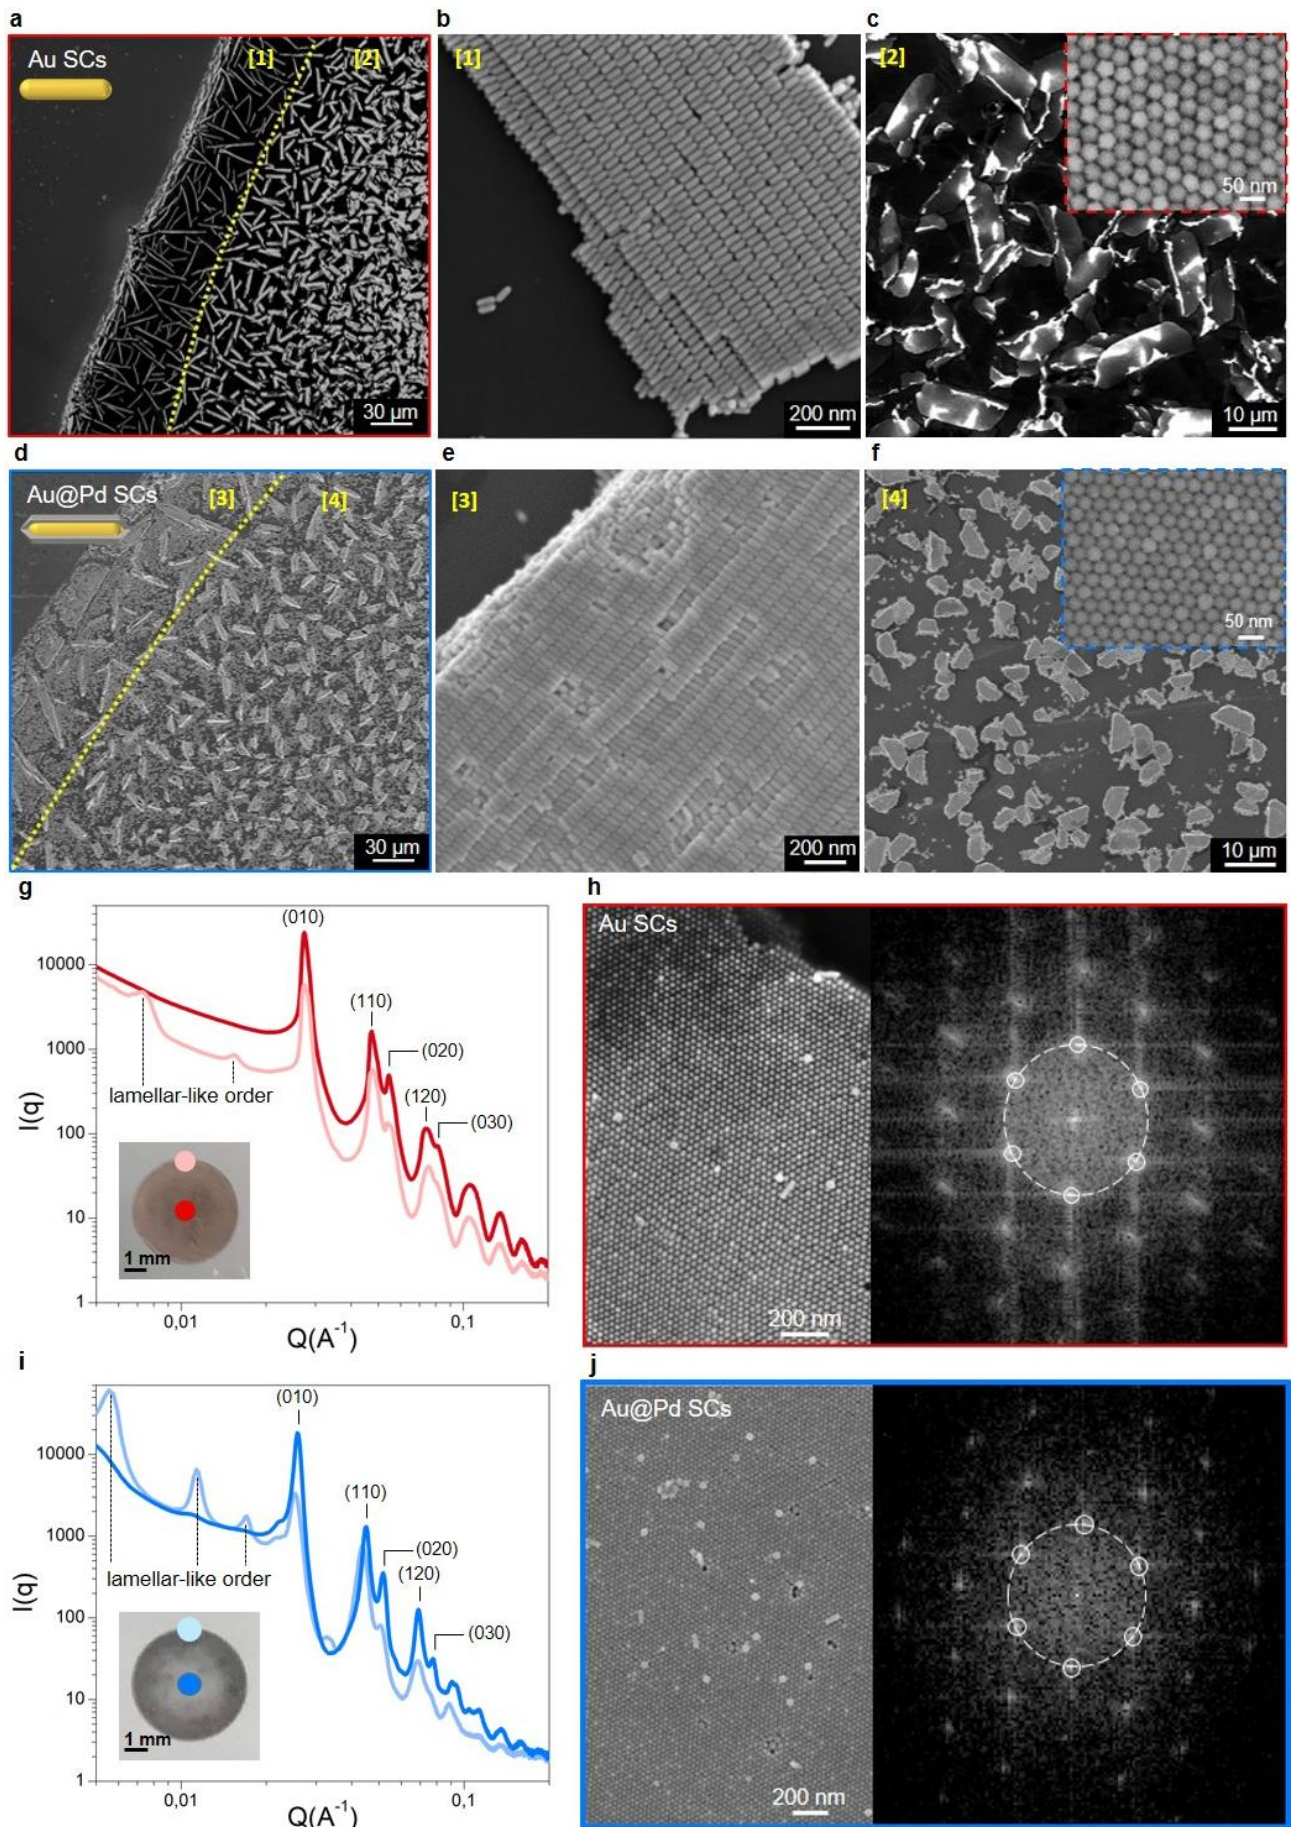 a
b
c
Au SCs
[1]
[2]
[1]
[2]
50 nm
30 µm
200 nm
10 µm
d
e
f
Au@Pd SCs
[3]
[4]
[3]
[4]
50 nm
30 µm
200 nm
10 µm
g
(010)
10000
(110)
1000
(020)
lamellar-like order
(120)
(030)
100
I(q)
10
1 mm
1
0,01
0,1
Q(A⁻¹)
h
Au SCs
200 nm
i
(010)
10000
(110)
1000
(020)
lamellar-like order
(120)
(030)
100
I(q)
10
1 mm
1
0,01
0,1
Q(A⁻¹)
j
Au@Pd SCs
200 nm